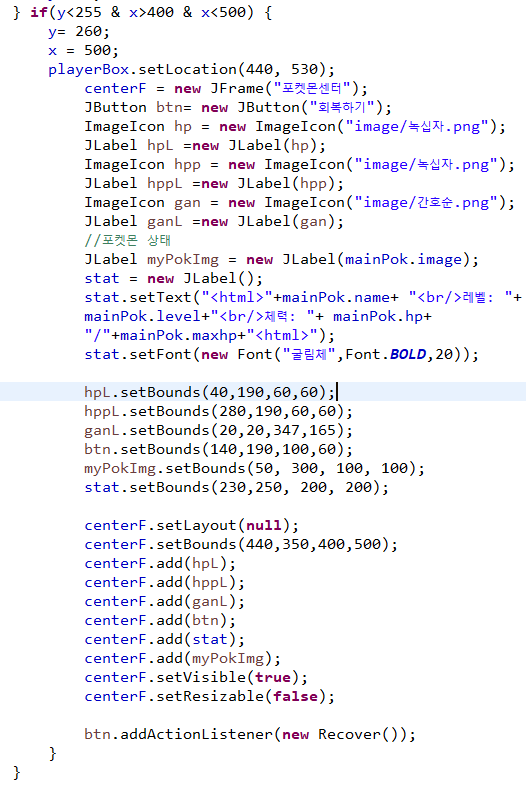 } if(y<255 & x>400 & x<500) {
    y= 260;
    x = 500;
    playerBox.setLocation(440, 530);
        centerF = new JFrame("포켓몬센터");
        JButton btn= new JButton("회복하기");
        ImageIcon hp = new ImageIcon("image/녹십자.png");
        JLabel hpL =new JLabel(hp);
        ImageIcon hpp = new ImageIcon("image/녹십자.png");
        JLabel hppL =new JLabel(hpp);
        ImageIcon gan = new ImageIcon("image/간호순.png");
        JLabel ganL =new JLabel(gan);
        //포켓몬 상태
        JLabel myPokImg = new JLabel(mainPok.image);
        stat = new JLabel();
        stat.setText("<html>"+mainPok.name+ "<br/>레벨: "+
        mainPok.level+"<br/>체력: "+ mainPok.hp+
        "/"+mainPok.maxhp+"<html>");
        stat.setFont(new Font("굴림체",Font.BOLD,20));

        hpL.setBounds(40,190,60,60);
        hppL.setBounds(280,190,60,60);
        ganL.setBounds(20,20,347,165);
        btn.setBounds(140,190,100,60);
        myPokImg.setBounds(50, 300, 100, 100);
        stat.setBounds(230,250, 200, 200);

        centerF.setLayout(null);
        centerF.setBounds(440,350,400,500);
        centerF.add(hpL);
        centerF.add(hppL);
        centerF.add(ganL);
        centerF.add(btn);
        centerF.add(stat);
        centerF.add(myPokImg);
        centerF.setVisible(true);
        centerF.setResizable(false);

        btn.addActionListener(new Recover());
    }
}